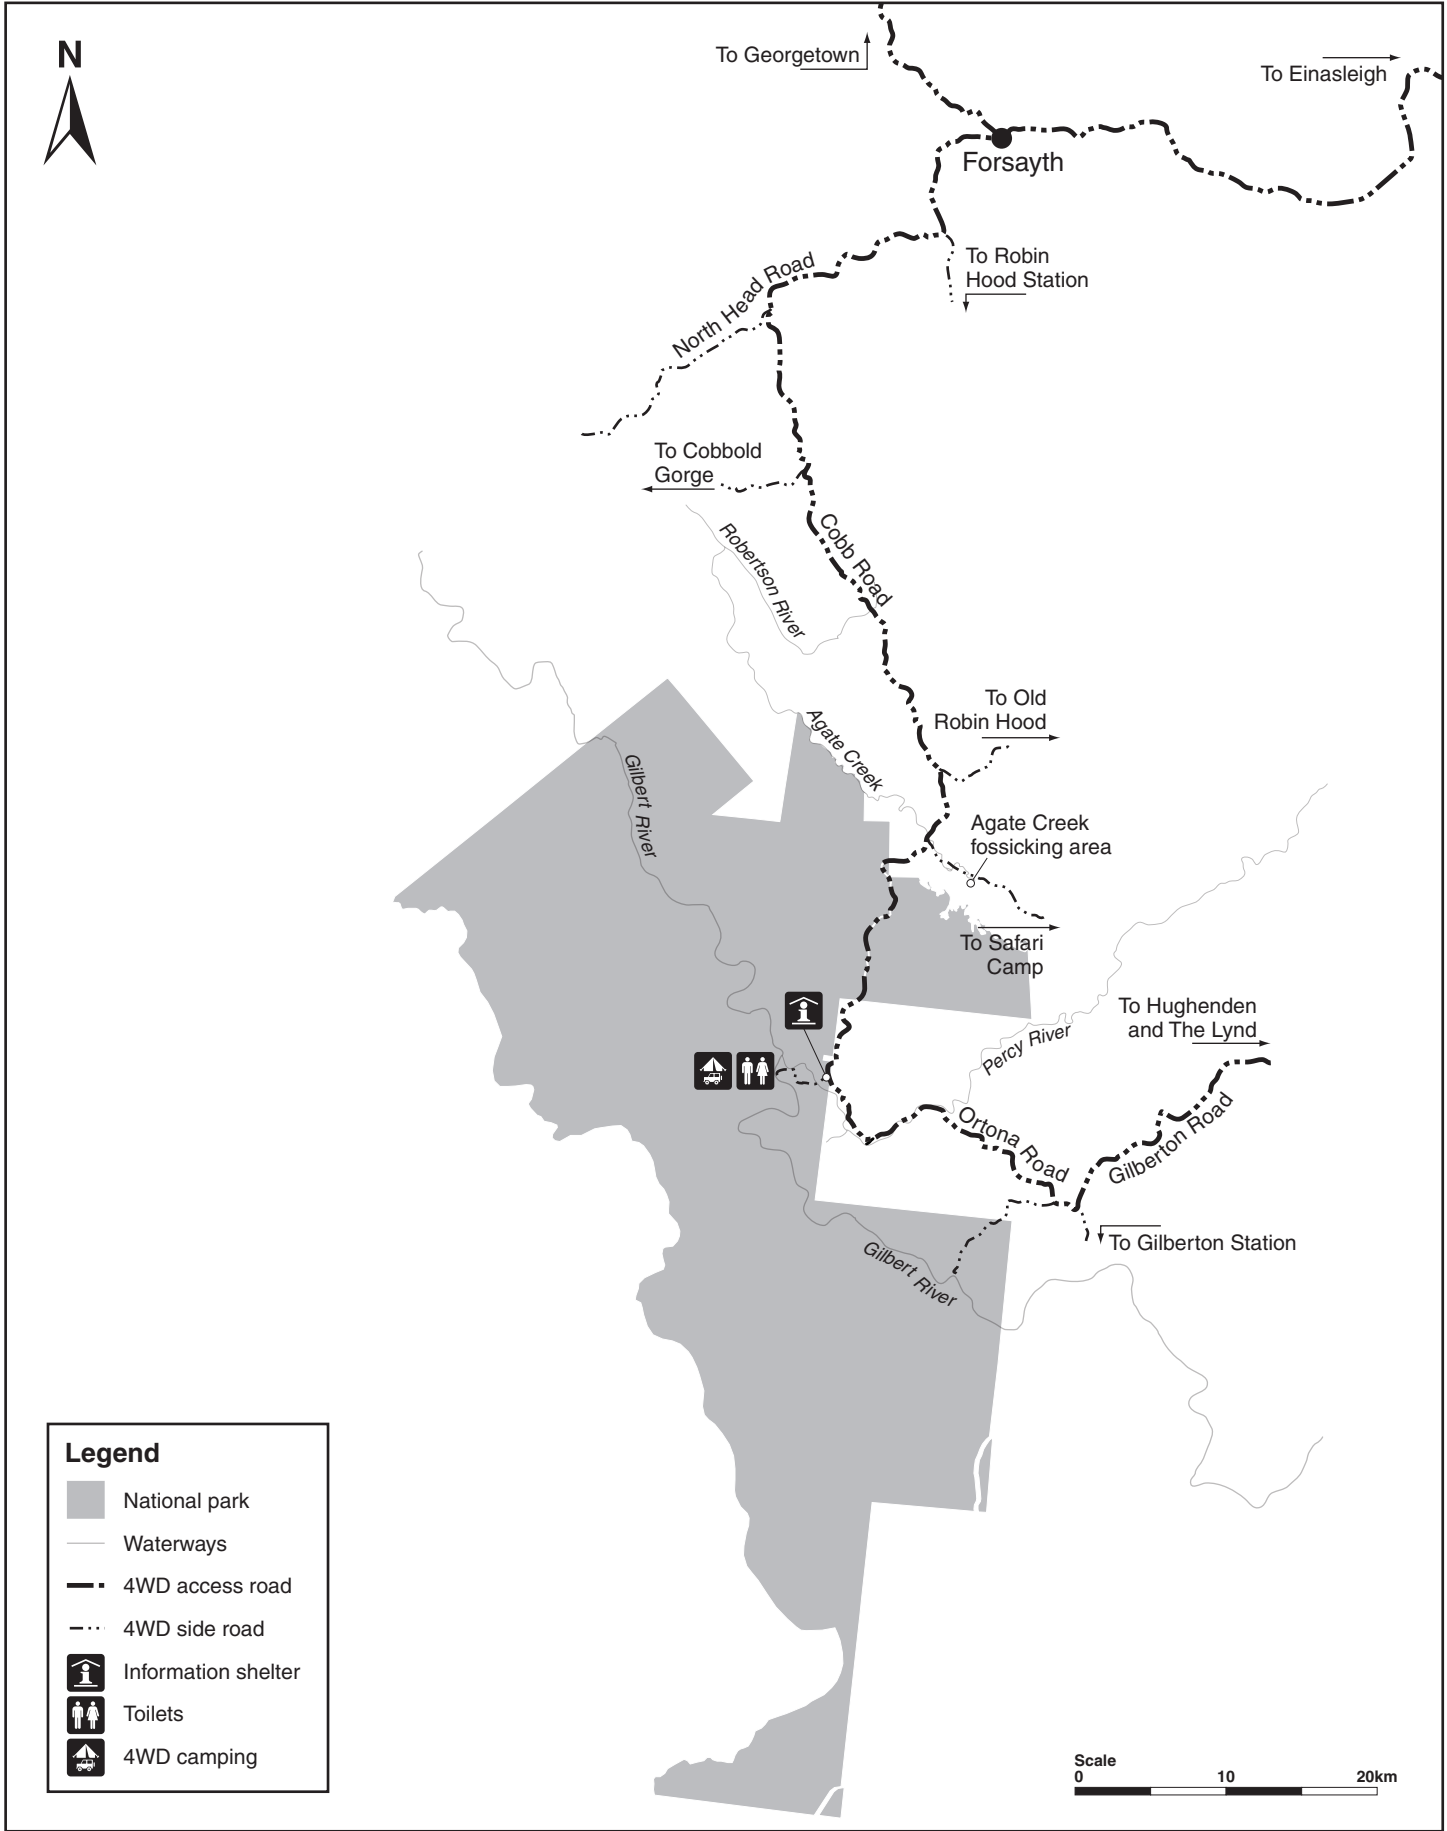 N
To Georgetown
To Einasleigh
Forsayth
To Robin
Hood Station
North Head Road
To Cobbold
Gorge
Cobb Road
Robertson River
To Old
Robin Hood
Agate Creek
Gilbert River
Agate Creek
fossicking area
To Safari
Camp
To Hughenden
and The Lynd
Percy River
Ortona Road
Gilberton Road
To Gilberton Station
Gilbert River
Legend
National park
Waterways
4WD access road
4WD side road
Information shelter
Toilets
4WD camping
Scale
0 10 20km